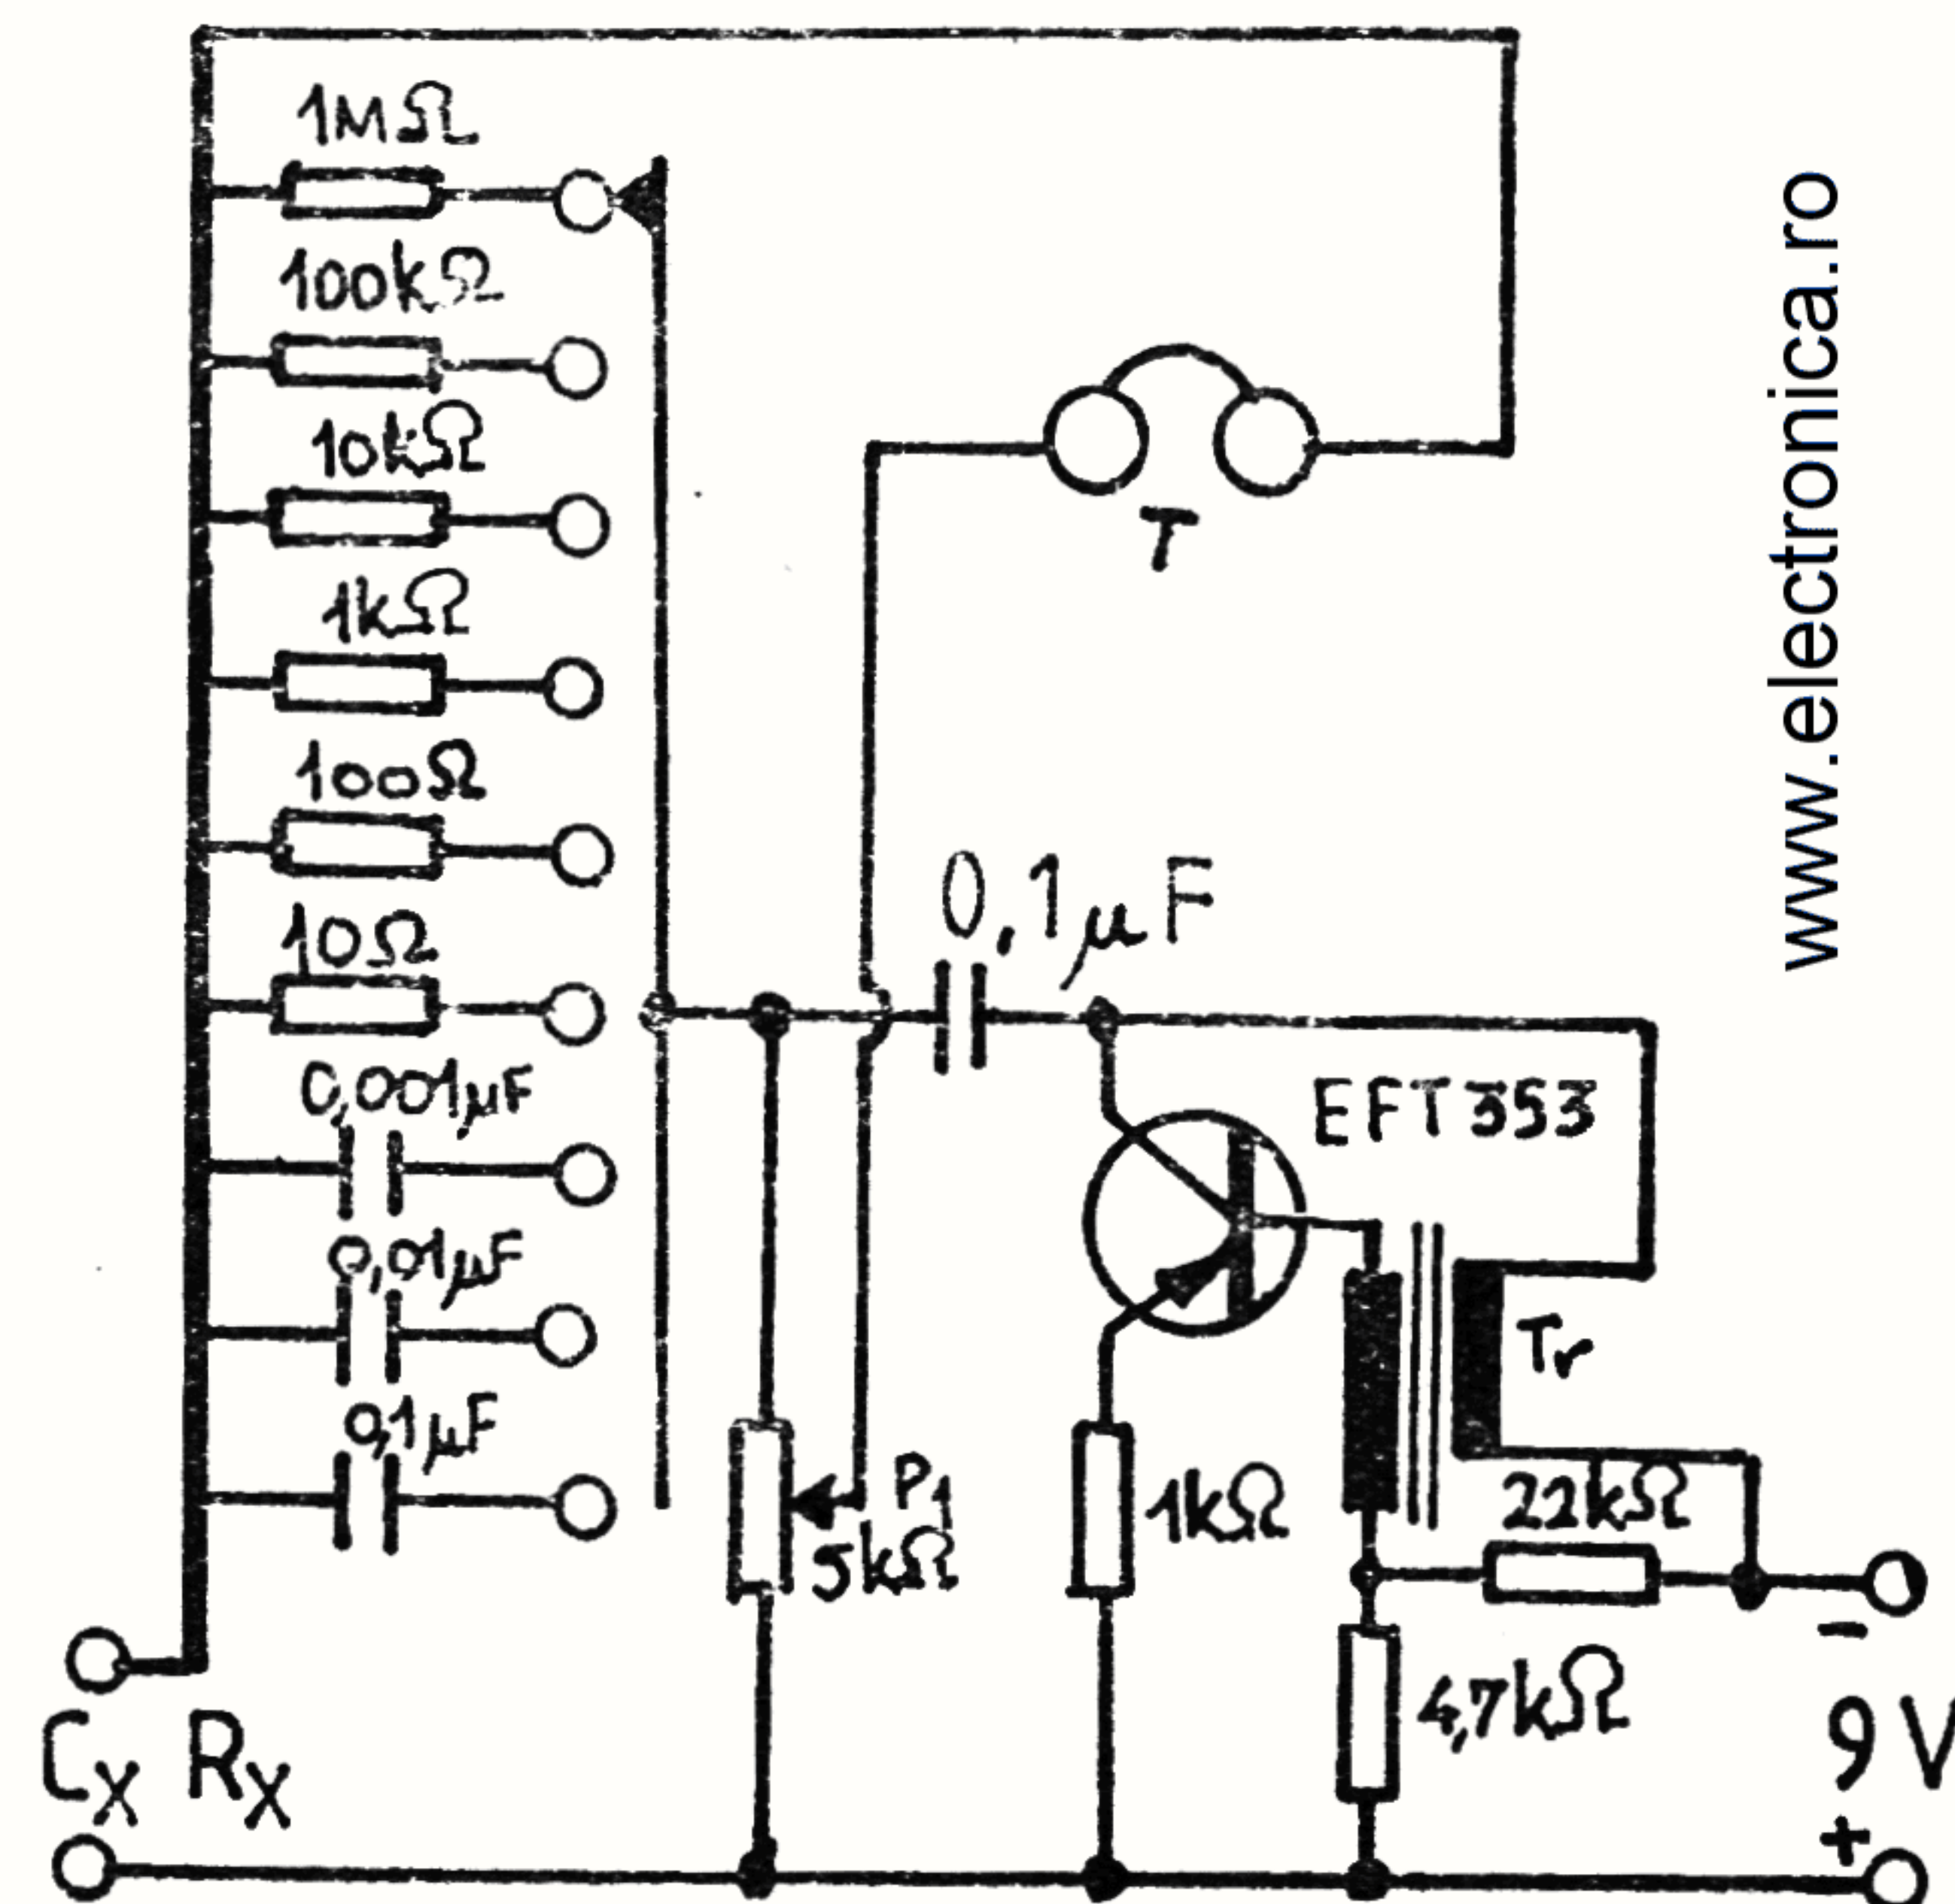 1MΩ
100kΩ
10kΩ
1kΩ
100Ω
10Ω
0,001µF
0,01µF
0,1µF
CX RX
T
0,1µF
EFT353
P1
5kΩ
1kΩ
Tr
22kΩ
4,7kΩ
-
9V
+
www.electronica.ro